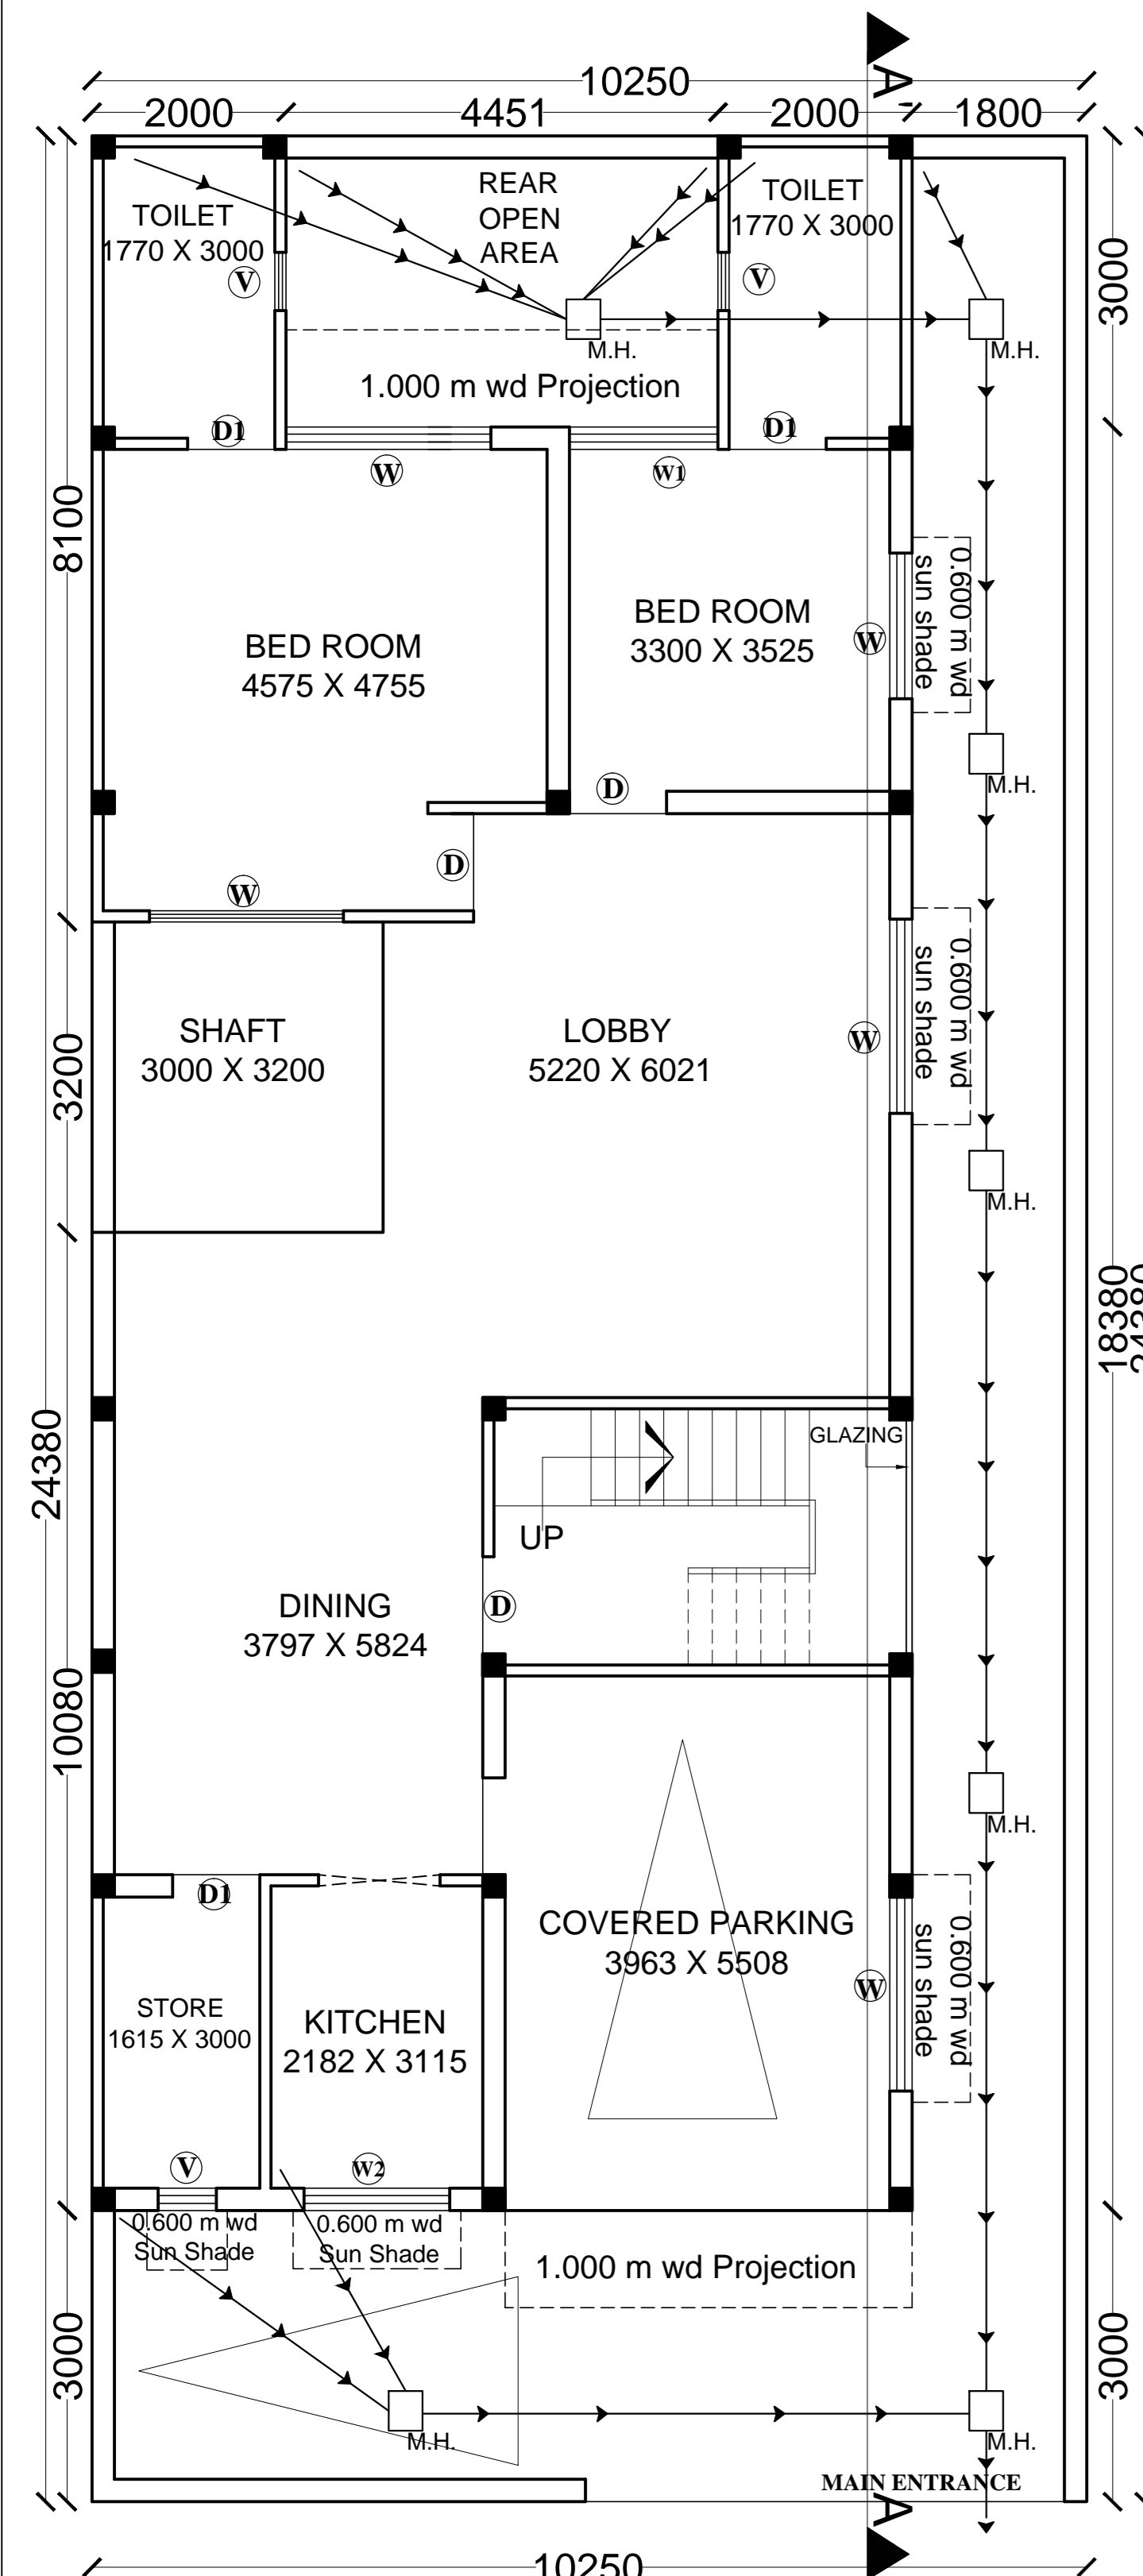 10250
A'
2000
4451
2000
1800
REAR
OPEN
AREA
TOILET
1770 X 3000
TOILET
1770 X 3000
3000
V
V
M.H.
M.H.
1.000 m wd Projection
D1
D1
W
W1
8100
0.600 m wd
sun shade
BED ROOM
3300 X 3525
BED ROOM
4575 X 4755
W
M.H.
D
D
W
0.600 m wd
sun shade
SHAFT
3000 X 3200
LOBBY
5220 X 6021
W
3200
M.H.
18380
24380
24380
GLAZING
UP
DINING
3797 X 5824
D
10080
M.H.
D1
COVERED PARKING
3963 X 5508
W
0.600 m wd
sun shade
STORE
1615 X 3000
KITCHEN
2182 X 3115
V
W2
0.600 m wd
Sun Shade
0.600 m wd
Sun Shade
1.000 m wd Projection
3000
3000
M.H.
M.H.
MAIN ENTRANCE
A
10250